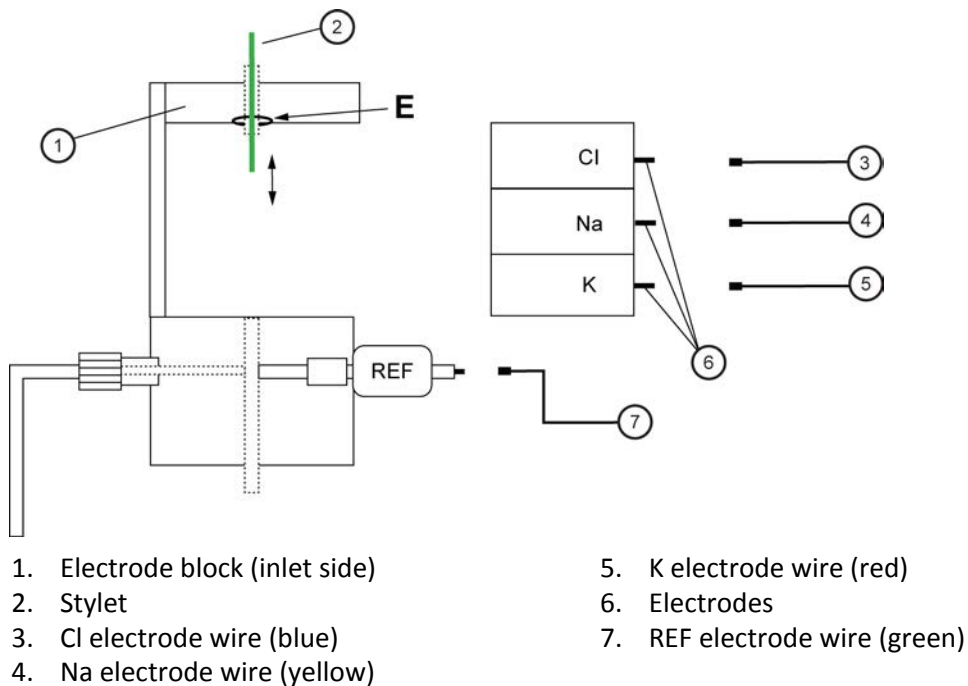 2
E
1
Cl
3
Na
4
K
5
6
REF
7
1. Electrode block (inlet side)
2. Stylet
3. Cl electrode wire (blue)
4. Na electrode wire (yellow)
5. K electrode wire (red)
6. Electrodes
7. REF electrode wire (green)